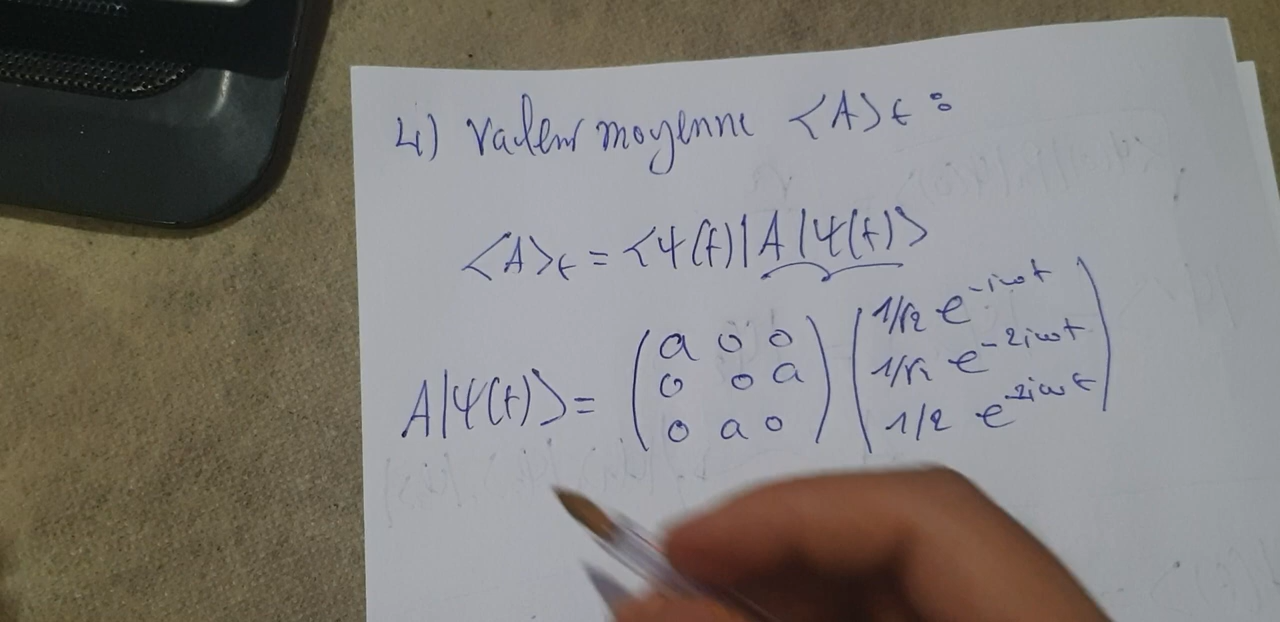 4) Valeur moyenne <A>t :
<A>t = <Ψ(t)|A|Ψ(t)>
A|Ψ(t)> = (a 0 0 / 0 0 a / 0 a 0) (1/√2 e^-iωt / 1/√2 e^-2iωt / 1/2 e^-2iωt)